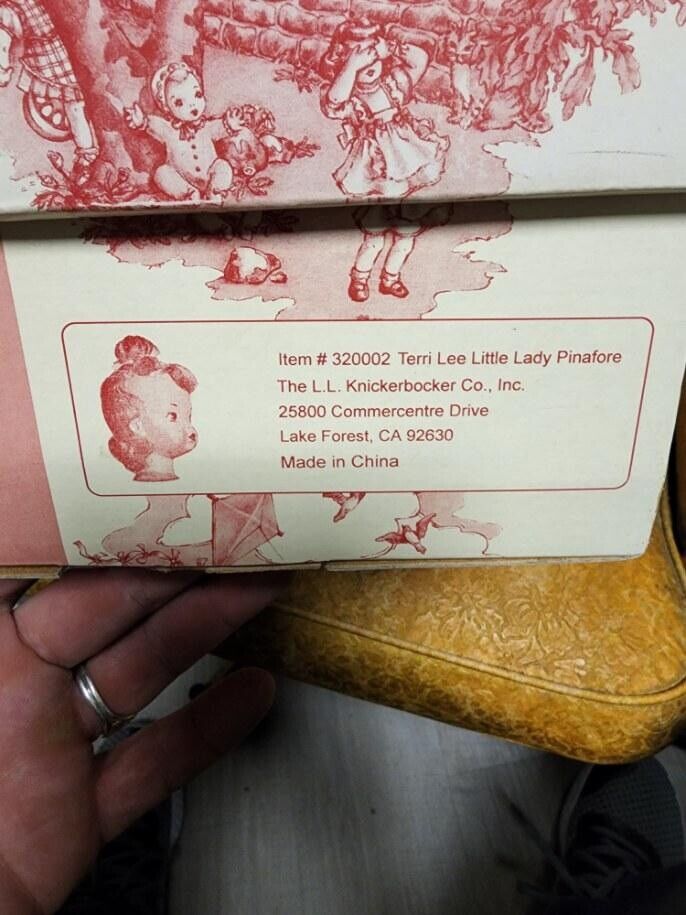 Item # 320002 Terri Lee Little Lady Pinafore
The L.L. Knickerbocker Co., Inc.
25800 Commercentre Drive
Lake Forest, CA 92630
Made in China